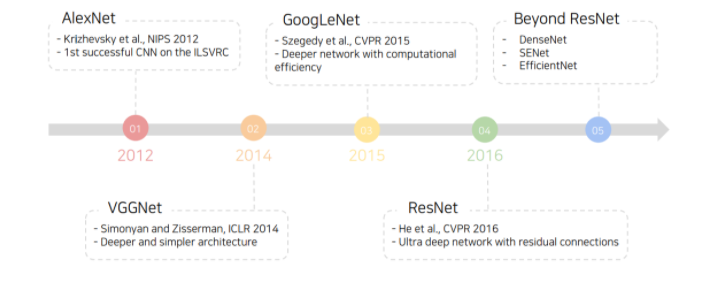 AlexNet
- Krizhevsky et al., NIPS 2012
- 1st successful CNN on the ILSVRC
GoogLeNet
- Szegedy et al., CVPR 2015
- Deeper network with computational
efficiency
Beyond ResNet
- DenseNet
- SENet
- EfficientNet
01
02
03
04
05
2012
2014
2015
2016
VGGNet
- Simonyan and Zisserman, ICLR 2014
- Deeper and simpler architecture
ResNet
- He et al., CVPR 2016
- Ultra deep network with residual connections